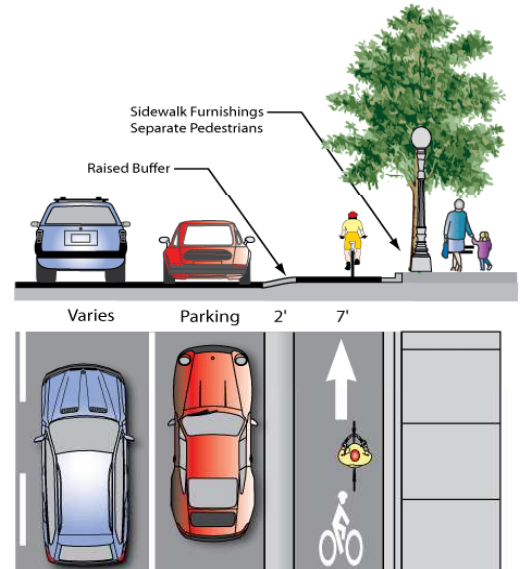 Sidewalk Furnishings
Separate Pedestrians
Raised Buffer
Varies
Parking
2'
7'